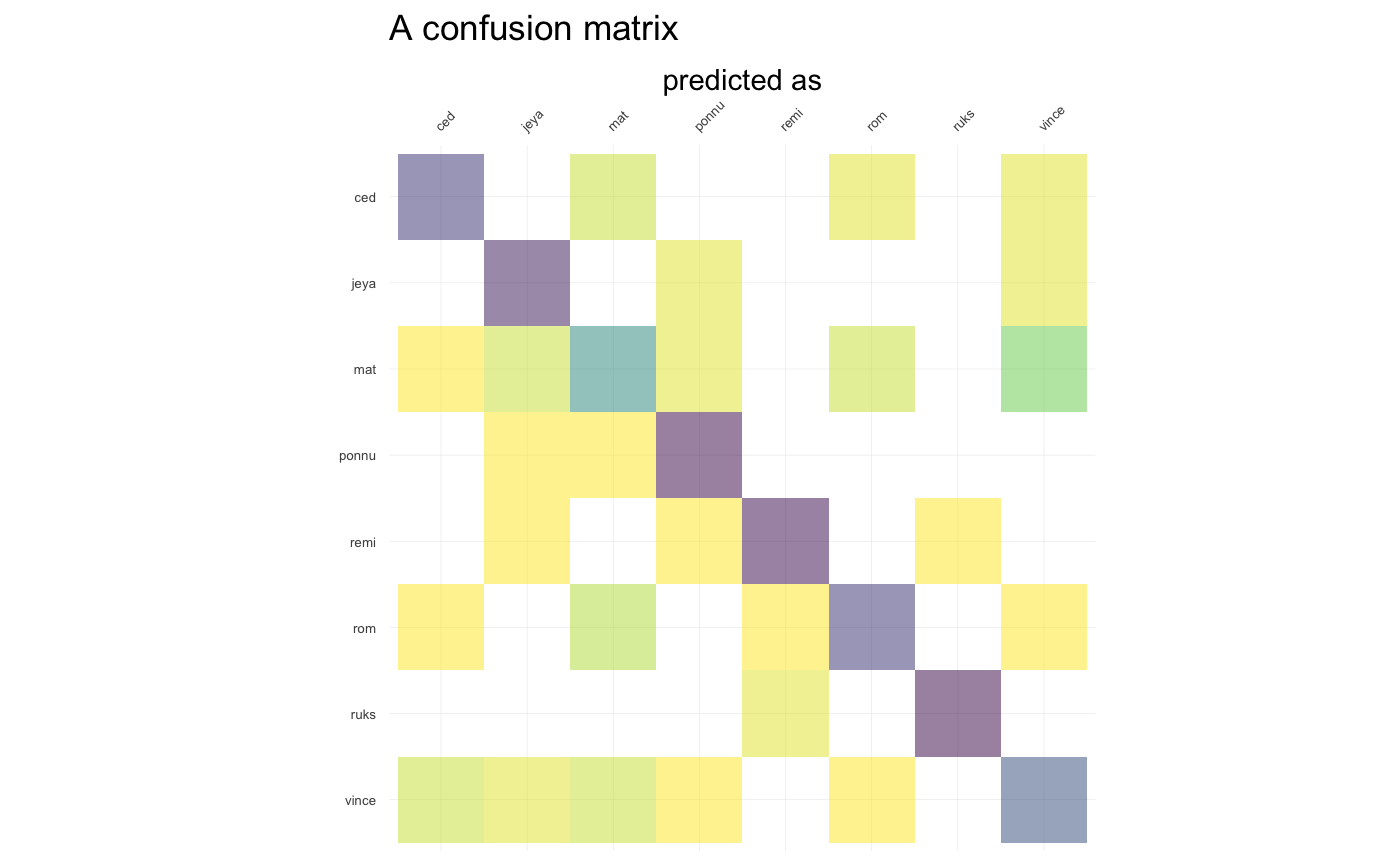 A confusion matrix
predicted as
ced jeya mat ponnu remi rom ruks vince
ced
jeya
mat
ponnu
remi
rom
ruks
vince